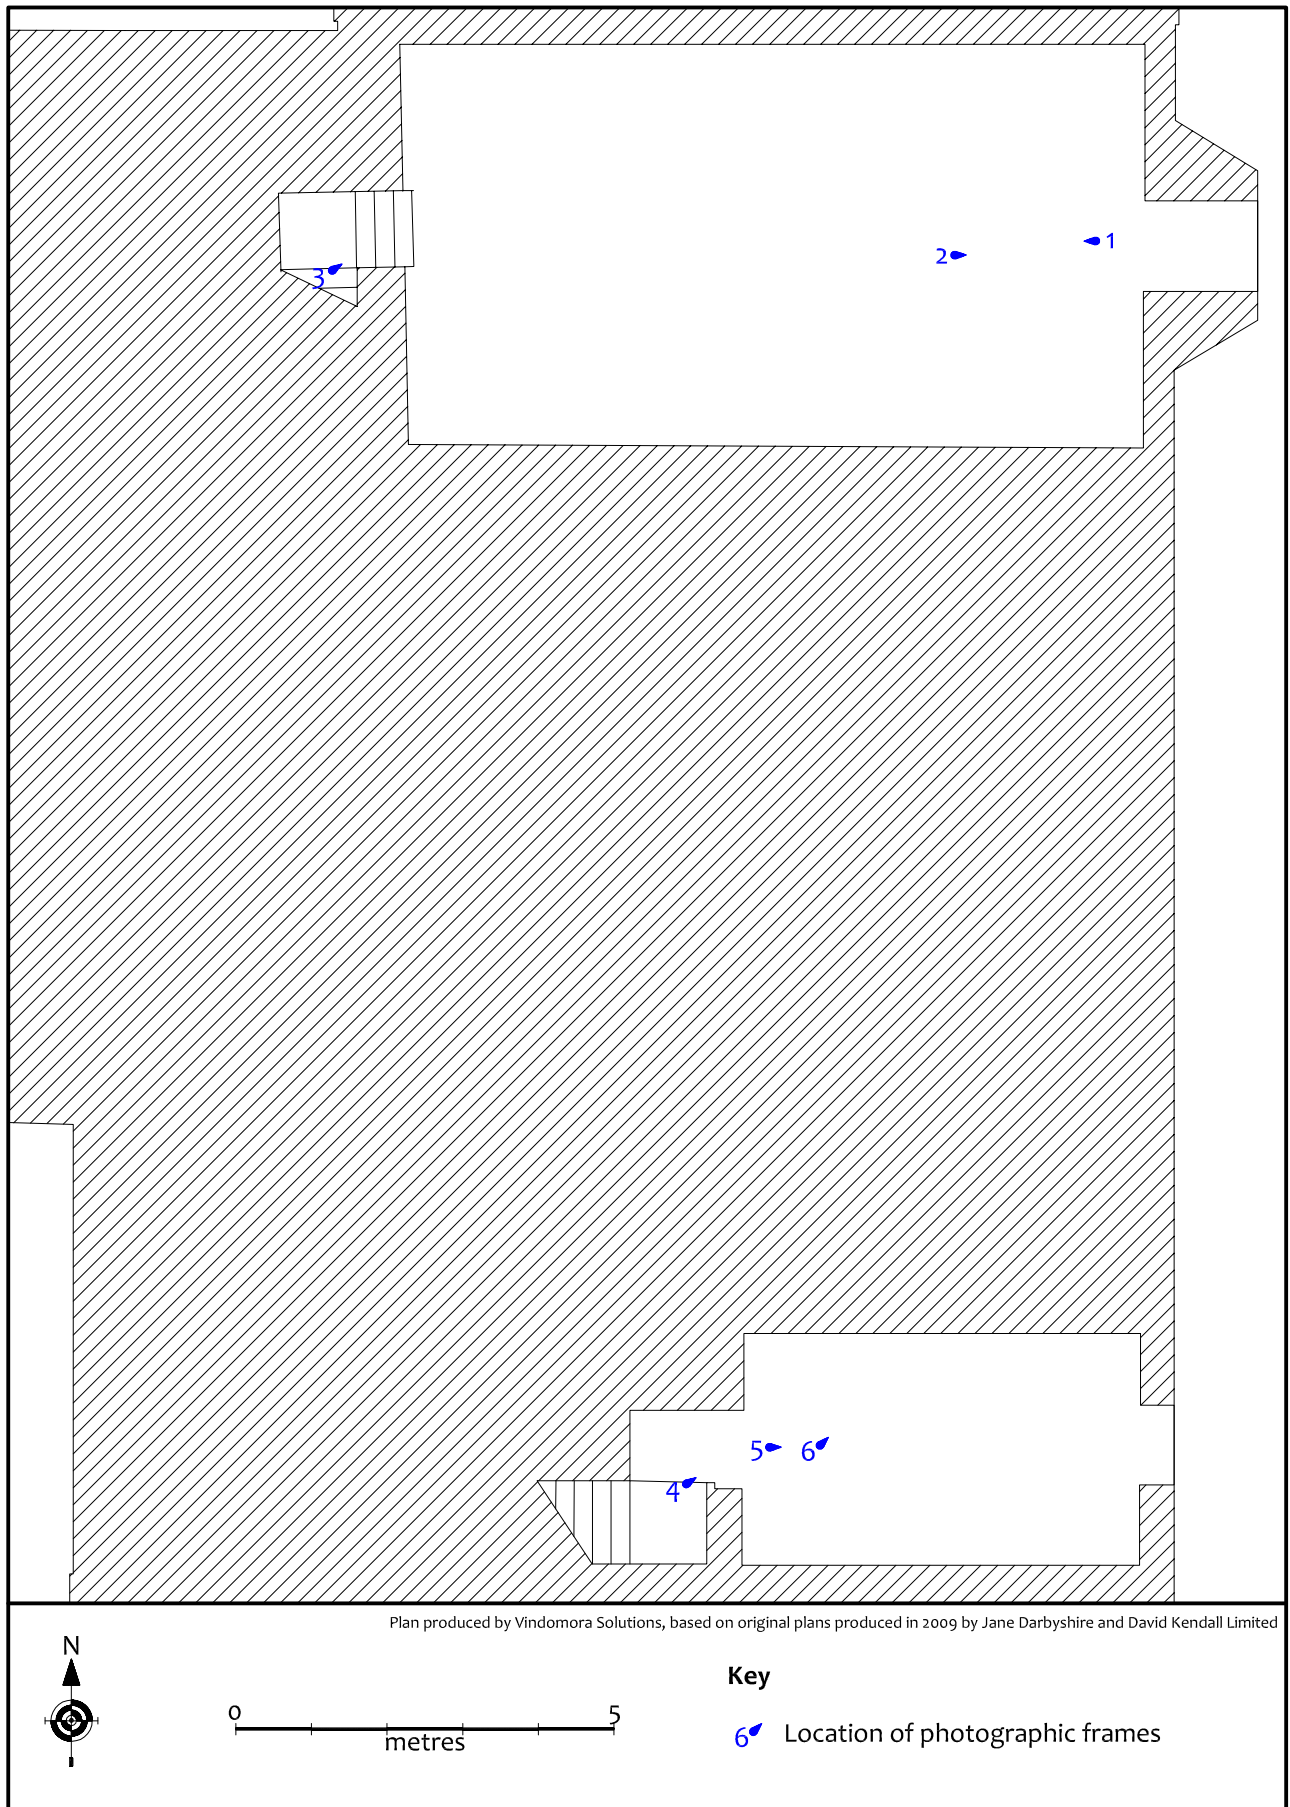 1
2
3
5
6
4
Plan produced by Vindomora Solutions, based on original plans produced in 2009 by Jane Darbyshire and David Kendall Limited
N
Key
0 5
metres
6 Location of photographic frames